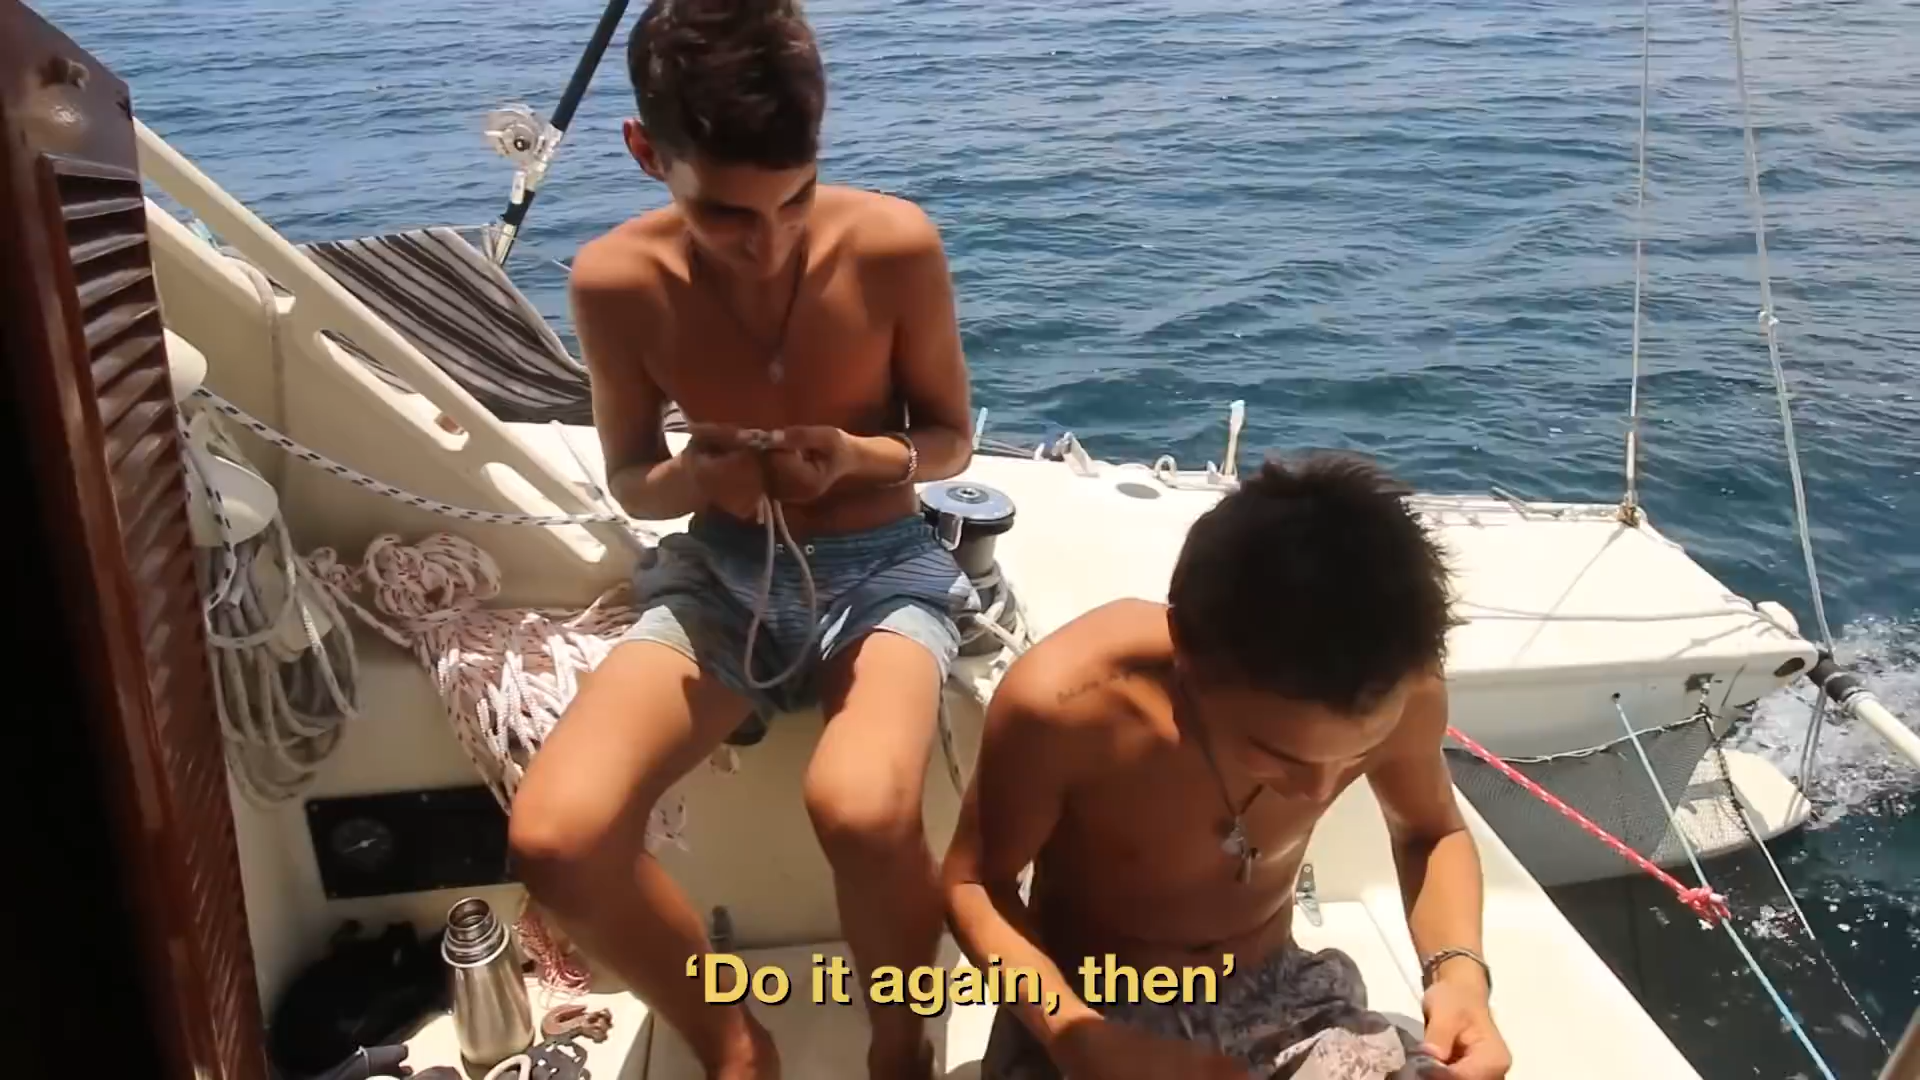 ‘Do it again, then’